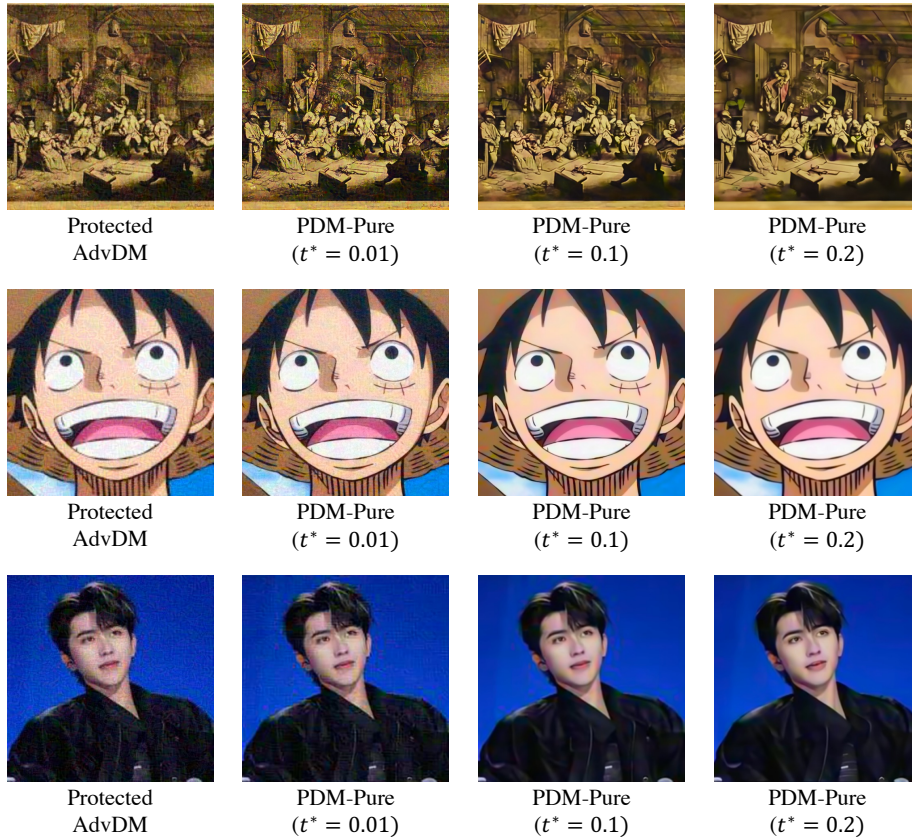 Protected PDM-Pure PDM-Pure PDM-Pure
AdvDM (t* = 0.01) (t* = 0.1) (t* = 0.2)
Protected PDM-Pure PDM-Pure PDM-Pure
AdvDM (t* = 0.01) (t* = 0.1) (t* = 0.2)
Protected PDM-Pure PDM-Pure PDM-Pure
AdvDM (t* = 0.01) (t* = 0.1) (t* = 0.2)